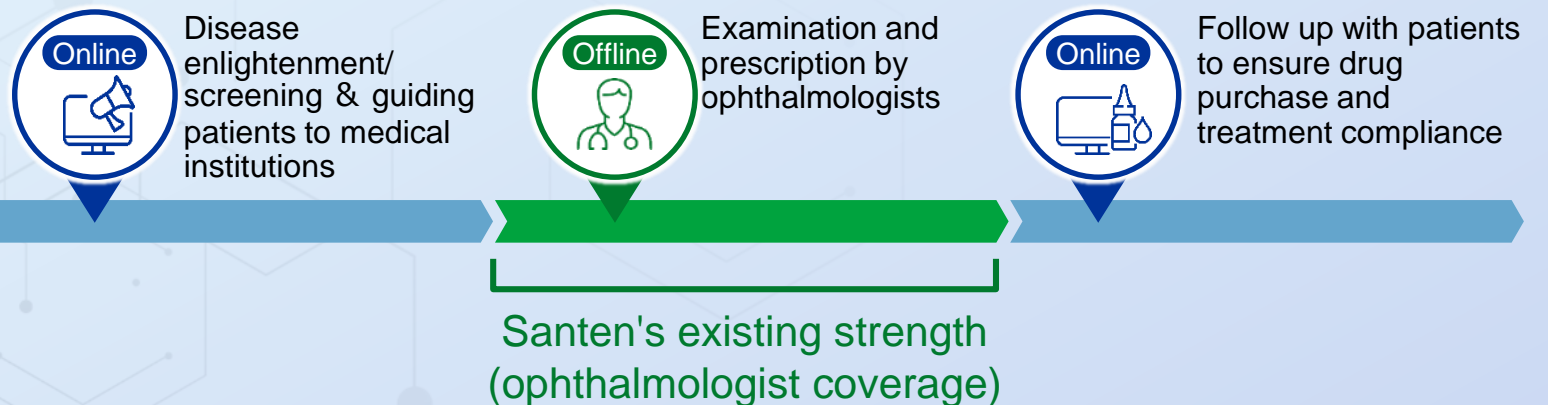 Online
Disease
enlightenment/
screening & guiding
patients to medical
institutions
Offline
Examination and
prescription by
ophthalmologists
Online
Follow up with patients
to ensure drug
purchase and
treatment compliance
Santen's existing strength
(ophthalmologist coverage)